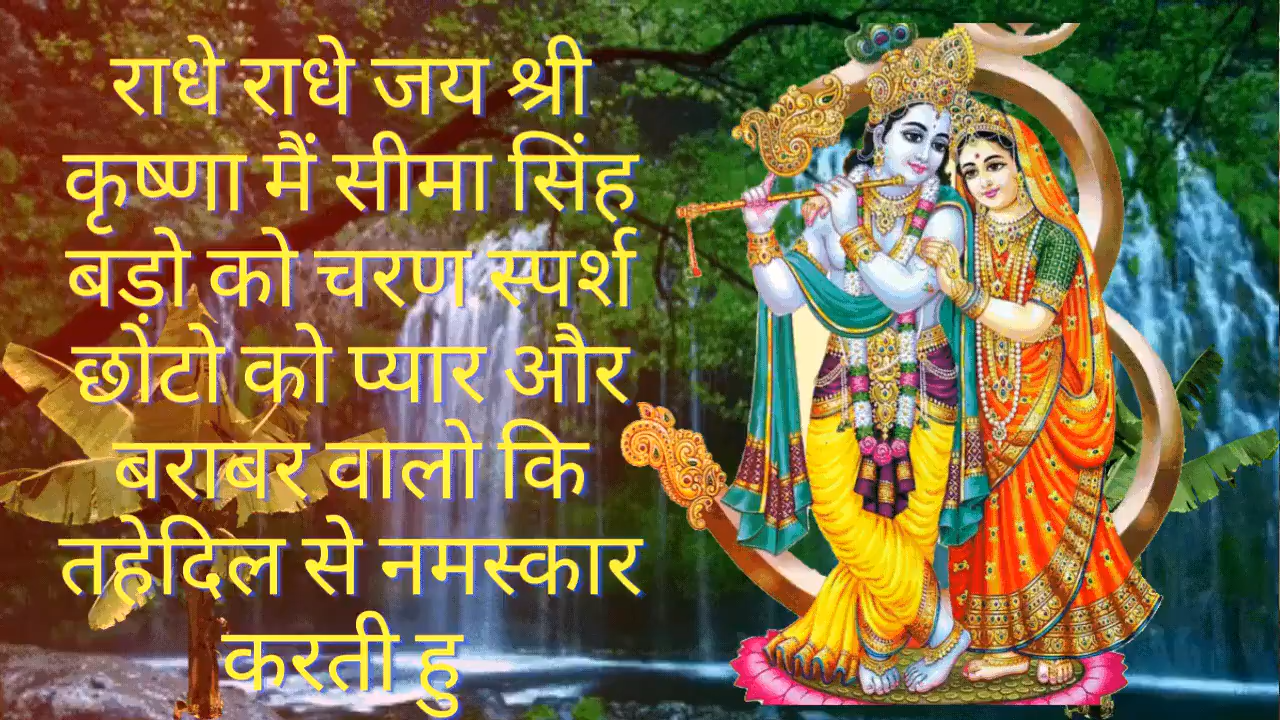 राधे राधे जय श्री
कृष्णा मैं सीमा सिंह
बड़ो को चरण स्पर्श
छोंटो को प्यार और
बराबर वालो कि
तहेदिल से नमस्कार
करती हु